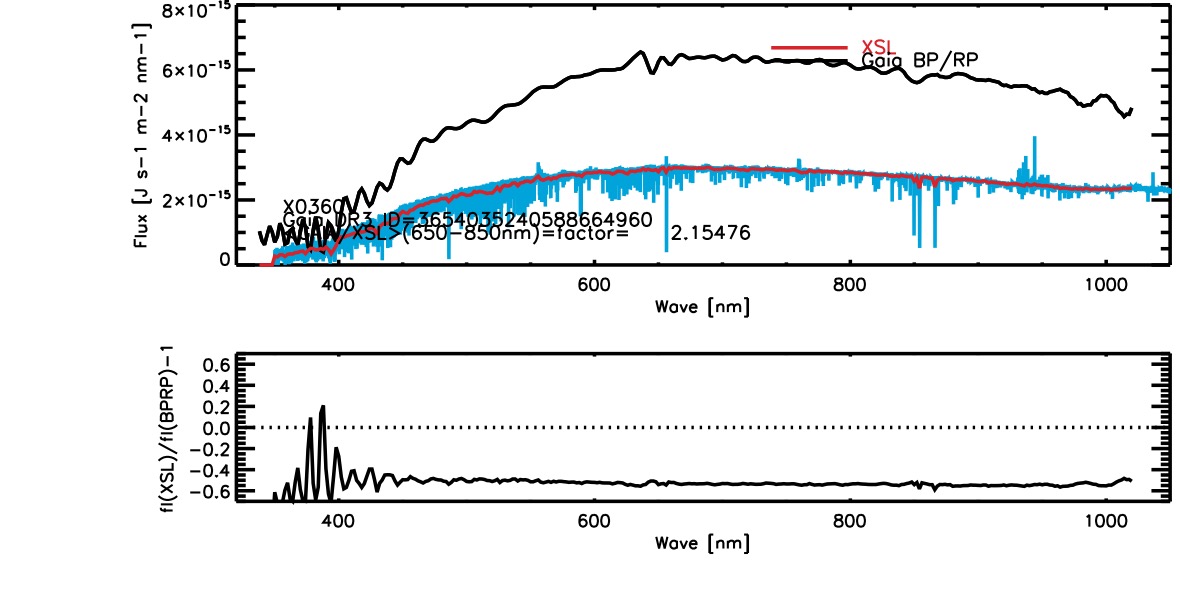 8×10-15
6×10-15
4×10-15
2×10-15
0
Flux [J s-1 m-2 nm-1]
XSL
Gaia BP/RP
X0360
Gaia DR3 ID=3654035240588664960
/XSL>(650-850nm)=factor= 2.15476
400 600 800 1000
Wave [nm]
fl(XSL)/fl(BPRP)-1
0.6
0.4
0.2
0.0
-0.2
-0.4
-0.6
400 600 800 1000
Wave [nm]